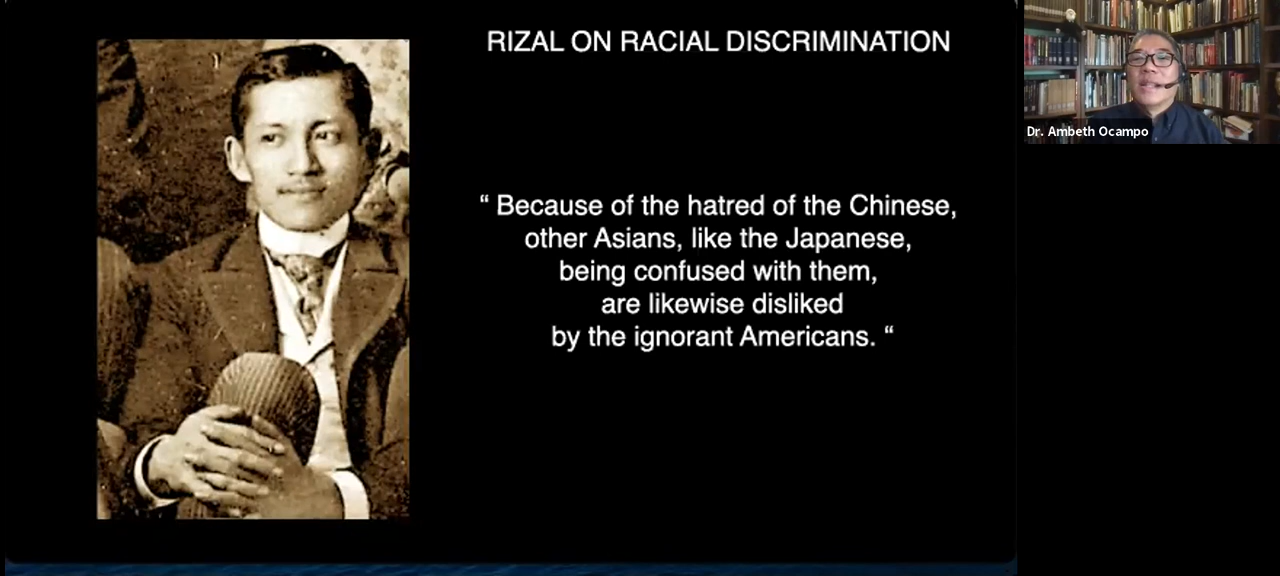 RIZAL ON RACIAL DISCRIMINATION
“ Because of the hatred of the Chinese,
other Asians, like the Japanese,
being confused with them,
are likewise disliked
by the ignorant Americans. “
Dr. Ambeth Ocampo